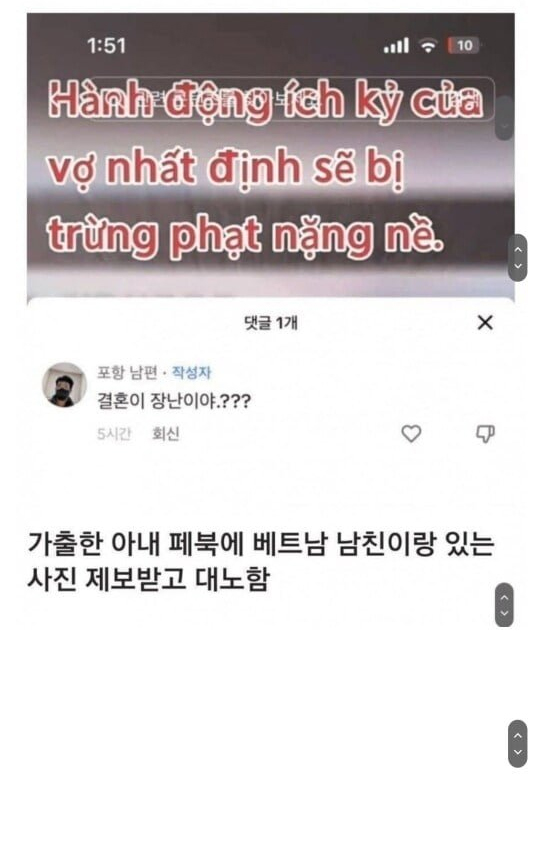 1:51
10
Hành động ích kỷ của
vợ nhất định sẽ bị
trừng phạt nặng nề.
댓글 1개
포항 남편 · 작성자
결혼이 장난이야.???
5시간 회신
가출한 아내 페북에 베트남 남친이랑 있는
사진 제보받고 대노함